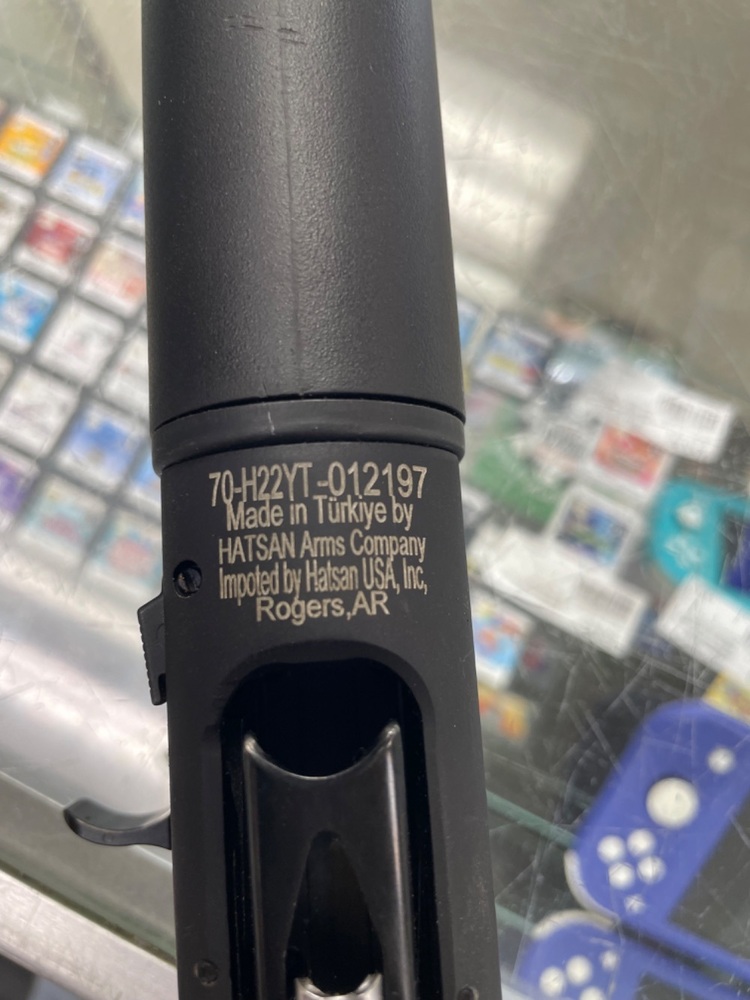 70-H22YT-012197
Made in Türkiye by
HATSAN Arms Company
Impoted by Hatsan USA, Inc,
Rogers,AR